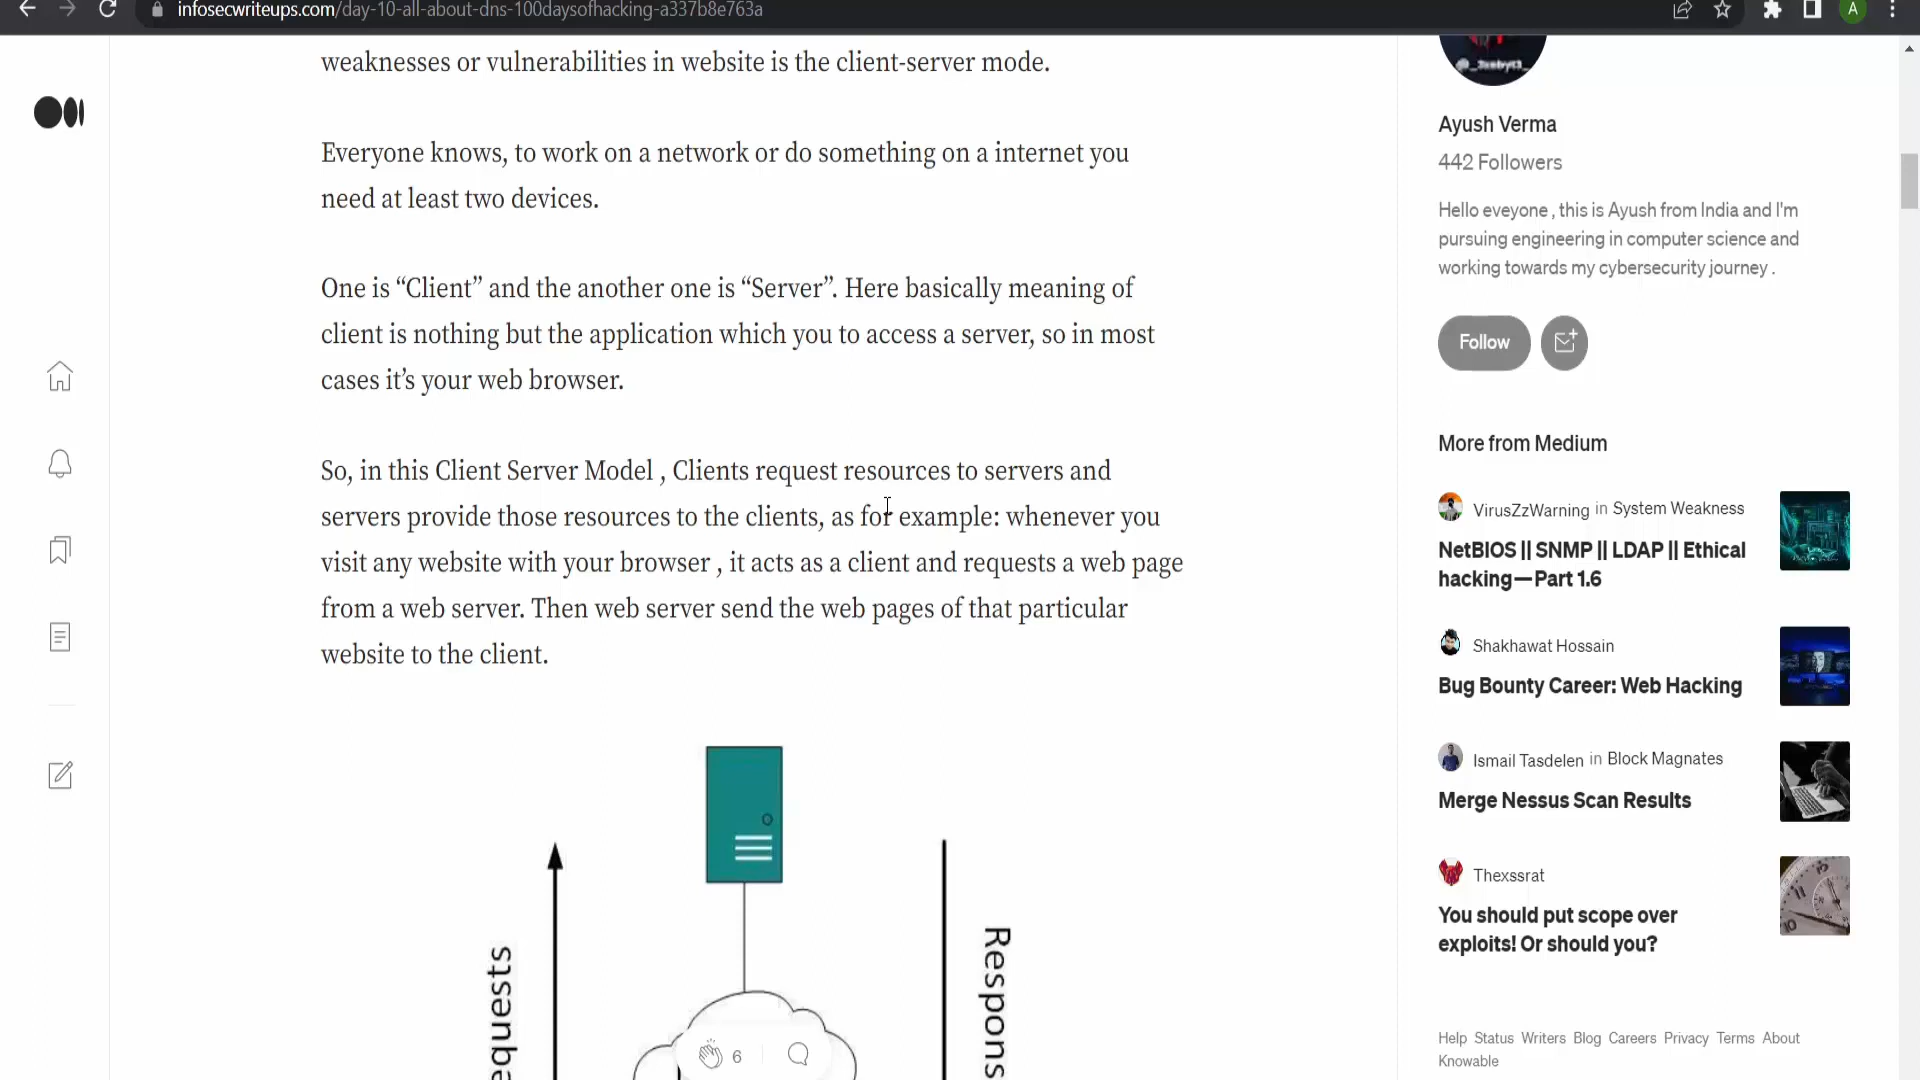 infosecwriteups.com/day-10-all-about-dns-100daysofhacking-a337b8e763a
A
weaknesses or vulnerabilities in website is the client-server mode.
Everyone knows, to work on a network or do something on a internet you
need at least two devices.
One is “Client” and the another one is “Server”. Here basically meaning of
client is nothing but the application which you to access a server, so in most
cases it’s your web browser.
So, in this Client Server Model , Clients request resources to servers and
servers provide those resources to the clients, as for example: whenever you
visit any website with your browser , it acts as a client and requests a web page
from a web server. Then web server send the web pages of that particular
website to the client.
equests
Respons
6
Ayush Verma
442 Followers
Hello eveyone , this is Ayush from India and I'm
pursuing engineering in computer science and
working towards my cybersecurity journey .
Follow
More from Medium
VirusZzWarning in System Weakness
NetBIOS || SNMP || LDAP || Ethical
hacking — Part 1.6
Shakhawat Hossain
Bug Bounty Career: Web Hacking
Ismail Tasdelen in Block Magnates
Merge Nessus Scan Results
Thexssrat
You should put scope over
exploits! Or should you?
Help Status Writers Blog Careers Privacy Terms About
Knowable